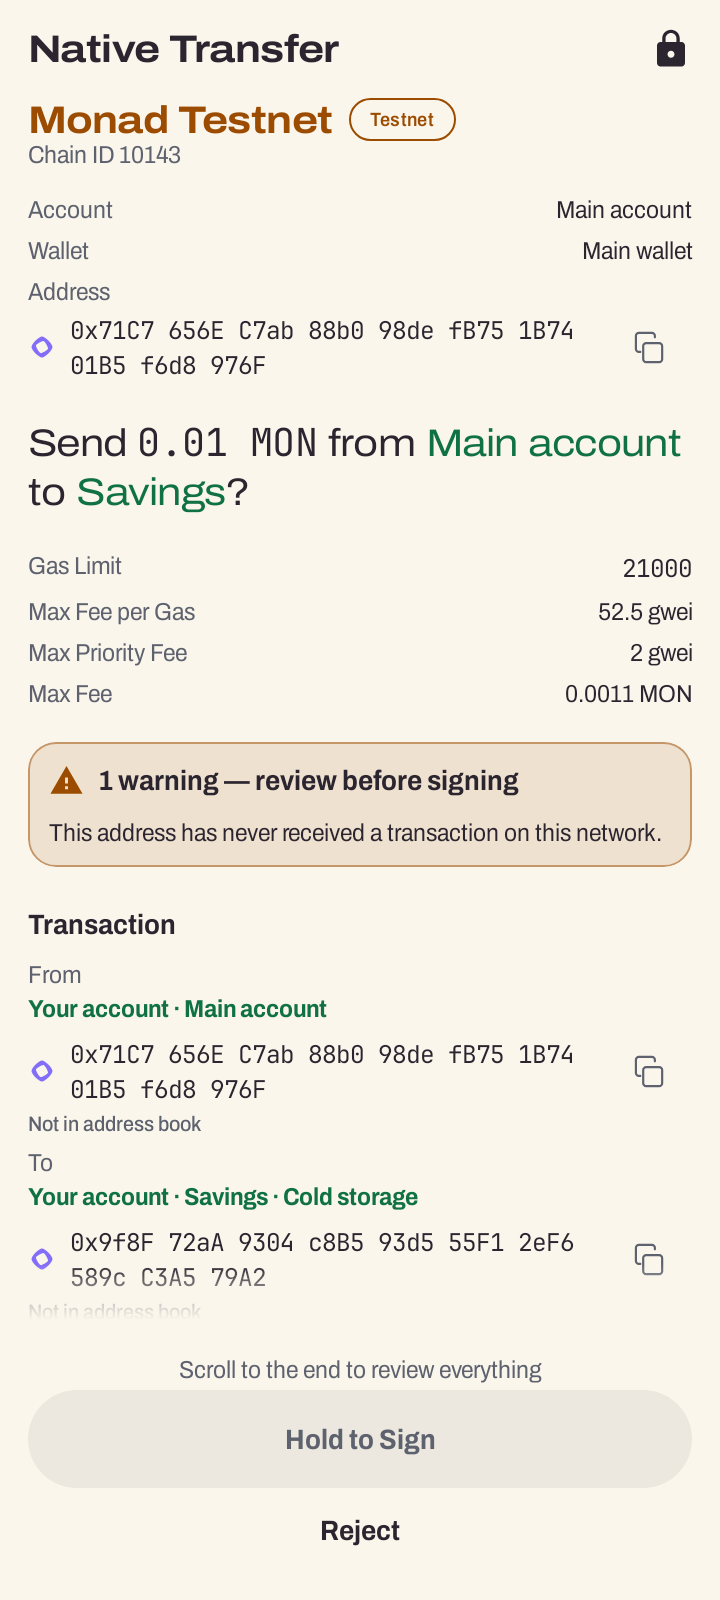 Native Transfer
Monad Testnet
Testnet
Chain ID 10143
Account
Main account
Wallet
Main wallet
Address
0x71C7 656E C7ab 88b0 98de fB75 1B74
01B5 f6d8 976F
Send 0.01 MON from Main account
to Savings?
Gas Limit
21000
Max Fee per Gas
52.5 gwei
Max Priority Fee
2 gwei
Max Fee
0.0011 MON
1 warning — review before signing
This address has never received a transaction on this network.
Transaction
From
Your account · Main account
0x71C7 656E C7ab 88b0 98de fB75 1B74
01B5 f6d8 976F
Not in address book
To
Your account · Savings · Cold storage
0x9f8F 72aA 9304 c8B5 93d5 55F1 2eF6
589c C3A5 79A2
Not in address book
Scroll to the end to review everything
Hold to Sign
Reject